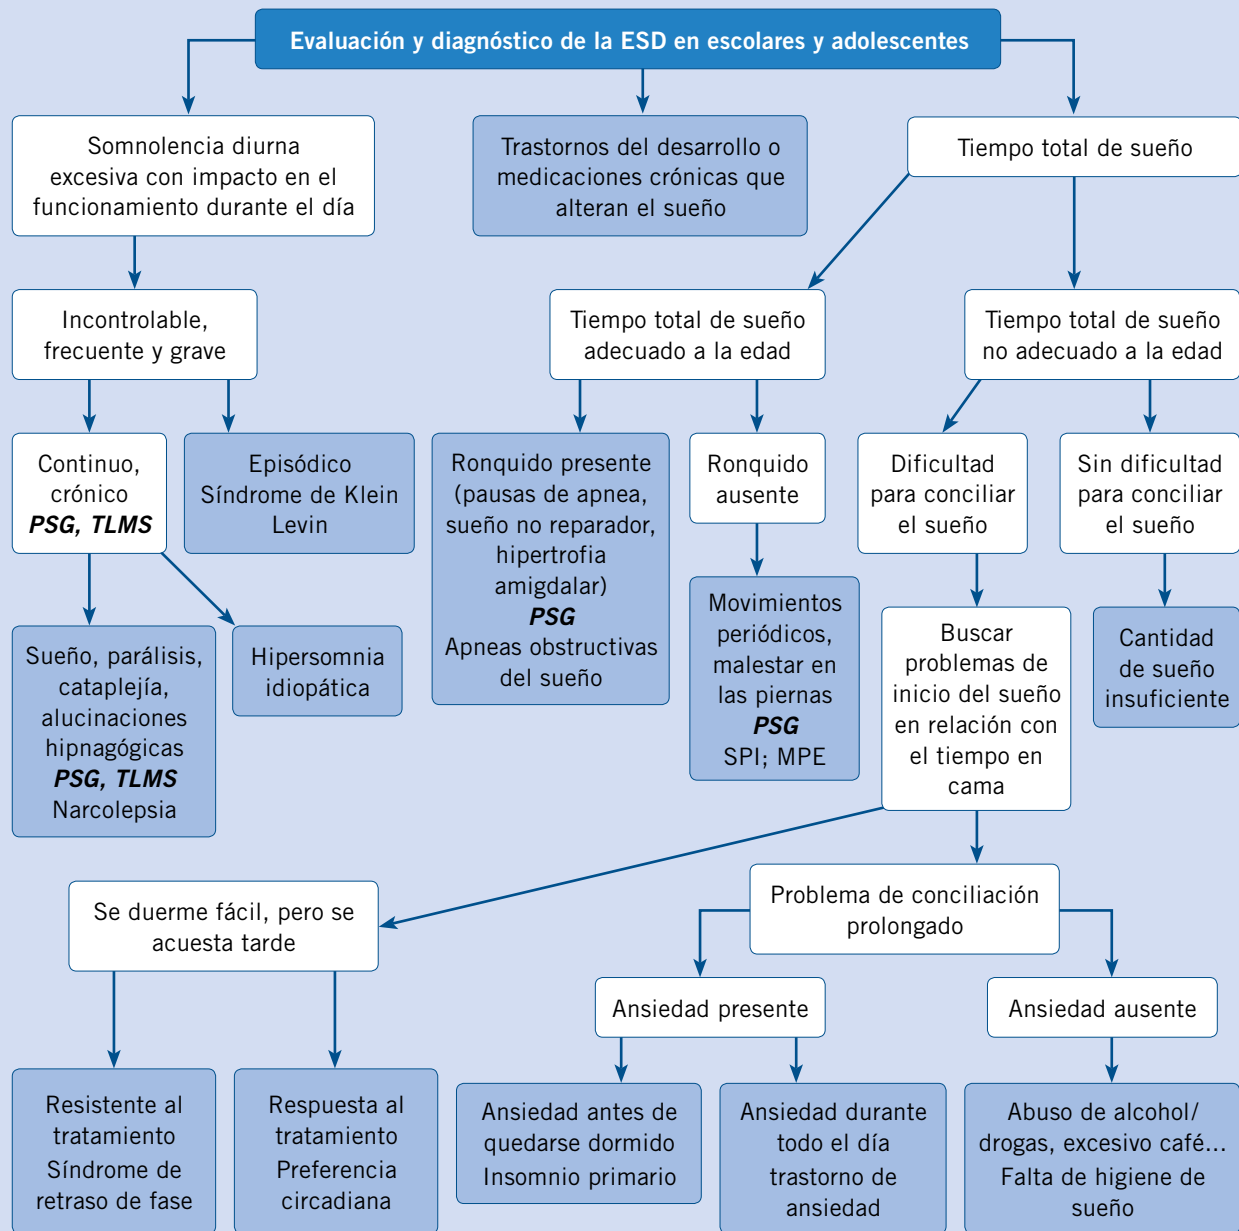 Evaluación y diagnóstico de la ESD en escolares y adolescentes
Somnolencia diurna
excesiva con impacto en el
funcionamiento durante el día
Trastornos del desarrollo o
medicaciones crónicas que
alteran el sueño
Tiempo total de sueño
Incontrolable,
frecuente y grave
Tiempo total de sueño
adecuado a la edad
Tiempo total de sueño
no adecuado a la edad
Continuo,
crónico
PSG, TLMS
Episódico
Síndrome de Klein
Levin
Ronquido presente
(pausas de apnea,
sueño no reparador,
hipertrofia
amigdalar)
PSG
Apneas obstructivas
del sueño
Ronquido
ausente
Dificultad
para conciliar
el sueño
Sin dificultad
para conciliar
el sueño
Sueño, parálisis,
cataplejía,
alucinaciones
hipnagógicas
PSG, TLMS
Narcolepsia
Hipersomnia
idiopática
Movimientos
periódicos,
malestar en
las piernas
PSG
SPI; MPE
Buscar
problemas de
inicio del sueño
en relación con
el tiempo en
cama
Cantidad
de sueño
insuficiente
Se duerme fácil, pero se
acuesta tarde
Problema de conciliación
prolongado
Ansiedad presente
Ansiedad ausente
Resistente al
tratamiento
Síndrome de
retraso de fase
Respuesta al
tratamiento
Preferencia
circadiana
Ansiedad antes de
quedarse dormido
Insomnio primario
Ansiedad durante
todo el día
trastorno de
ansiedad
Abuso de alcohol/
drogas, excesivo café...
Falta de higiene de
sueño